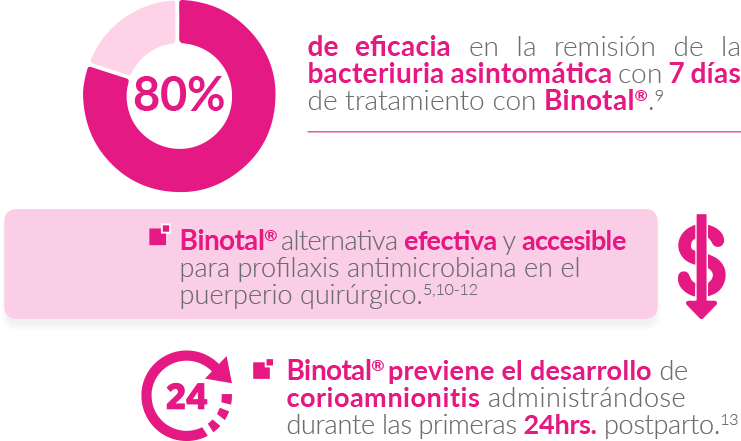 80%
de eficacia en la remisión de la
bacteriuria asintomática con 7 días
de tratamiento con Binotal®.⁹
Binotal® alternativa efectiva y accesible
para profilaxis antimicrobiana en el
puerperio quirúrgico.⁵,¹⁰⁻¹²
$
24
Binotal® previene el desarrollo de
corioamnionitis administrándose
durante las primeras 24hrs. postparto.¹³